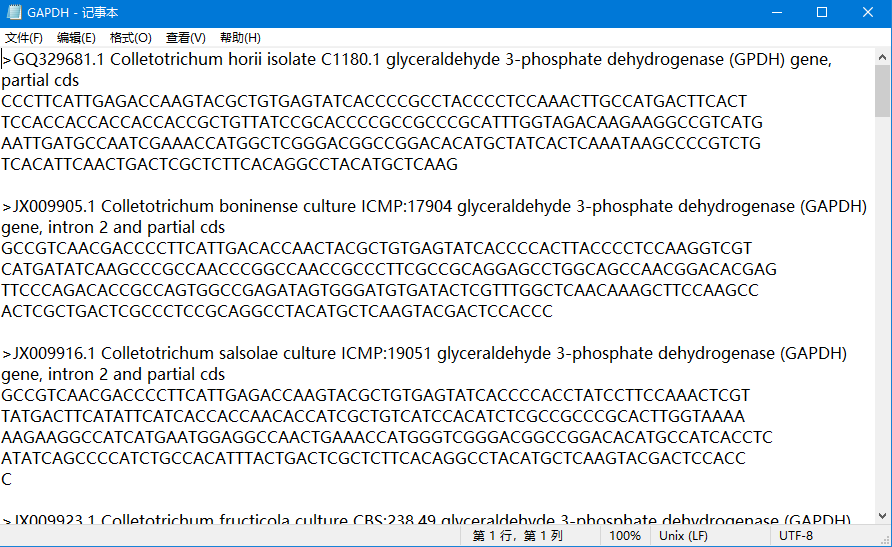 GAPDH - 记事本
文件(F) 编辑(E) 格式(O) 查看(V) 帮助(H)
>GQ329681.1 Colletotrichum horii isolate C1180.1 glyceraldehyde 3-phosphate dehydrogenase (GPDH) gene,
partial cds
CCCTTCATTGAGACCAAGTACGCTGTGAGTATCACCCCGCCTACCCCTCCAAACTTGCCATGACTTCACT
TCCACCACCACCACCACCGCTGTTATCCGCACCCCGCCGCCCGCATTTGGTAGACAAGAAGGCCGTCATG
AATTGATGCCAATCGAAACCATGGCTCGGGACGGCCGGACACATGCTATCACTCAAATAAGCCCCGTCTG
TCACATTCAACTGACTCGCTCTTCACAGGCCTACATGCTCAAG
>JX009905.1 Colletotrichum boninense culture ICMP:17904 glyceraldehyde 3-phosphate dehydrogenase (GAPDH)
gene, intron 2 and partial cds
GCCGTCAACGACCCCTTCATTGACACCAACTACGCTGTGAGTATCACCCCACTTACCCCTCCAAGGTCGT
CATGATATCAAGCCCGCCAACCCGGCCAACCGCCCTTCGCCGCAGGAGCCTGGCAGCCAACGGACACGAG
TTCCCAGACACCGCCAGTGGCCGAGATAGTGGGATGTGATACTCGTTTGGCTCAACAAAGCTTCCAAGCC
ACTCGCTGACTCGCCCTCCGCAGGCCTACATGCTCAAGTACGACTCCACCC
>JX009916.1 Colletotrichum salsolae culture ICMP:19051 glyceraldehyde 3-phosphate dehydrogenase (GAPDH)
gene, intron 2 and partial cds
GCCGTCAACGACCCCTTCATTGAGACCAAGTACGCTGTGAGTATCACCCCACCTATCCTTCCAAACTCGT
TATGACTTCATATTCATCACCACCAACACCATCGCTGTCATCCACATCTCGCCGCCCGCACTTGGTAAAA
AAGAAGGCCATCATGAATGGAGGCCAACTGAAACCATGGGTCGGGACGGCCGGACACATGCCATCACCTC
ATATCAGCCCCATCTGCCACATTTACTGACTCGCTCTTCACAGGCCTACATGCTCAAGTACGACTCCACC
C
>JX009923.1 Colletotrichum fructicola culture CBS:238.49 glyceraldehyde 3-phosphate dehydrogenase (GAPDH)
第 1 行，第 1 列 100% Unix (LF) UTF-8